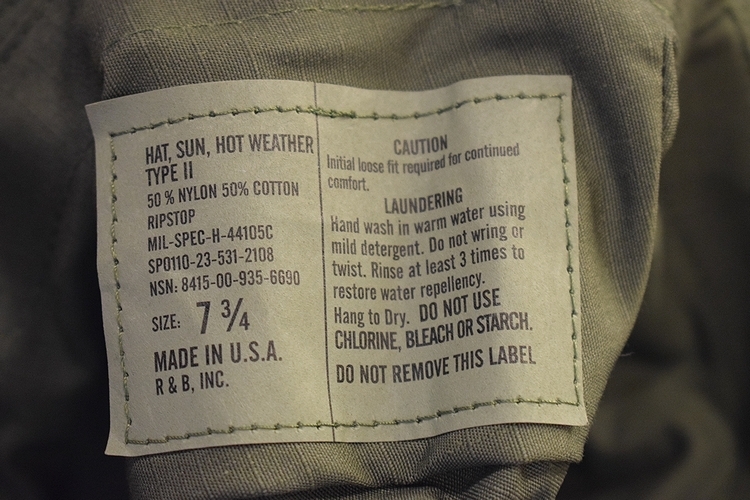 HAT, SUN, HOT WEATHER
TYPE II
50 % NYLON 50% COTTON
RIPSTOP
MIL-SPEC-H-44105C
SP0110-23-531-2108
NSN: 8415-00-935-6690
SIZE: 7 3/4
MADE IN U.S.A.
R & B, INC.
CAUTION
Initial loose fit required for continued
comfort.
LAUNDERING
Hand wash in warm water using
mild detergent. Do not wring or
twist. Rinse at least 3 times to
restore water repellency.
Hang to Dry. DO NOT USE
CHLORINE, BLEACH OR STARCH.
DO NOT REMOVE THIS LABEL